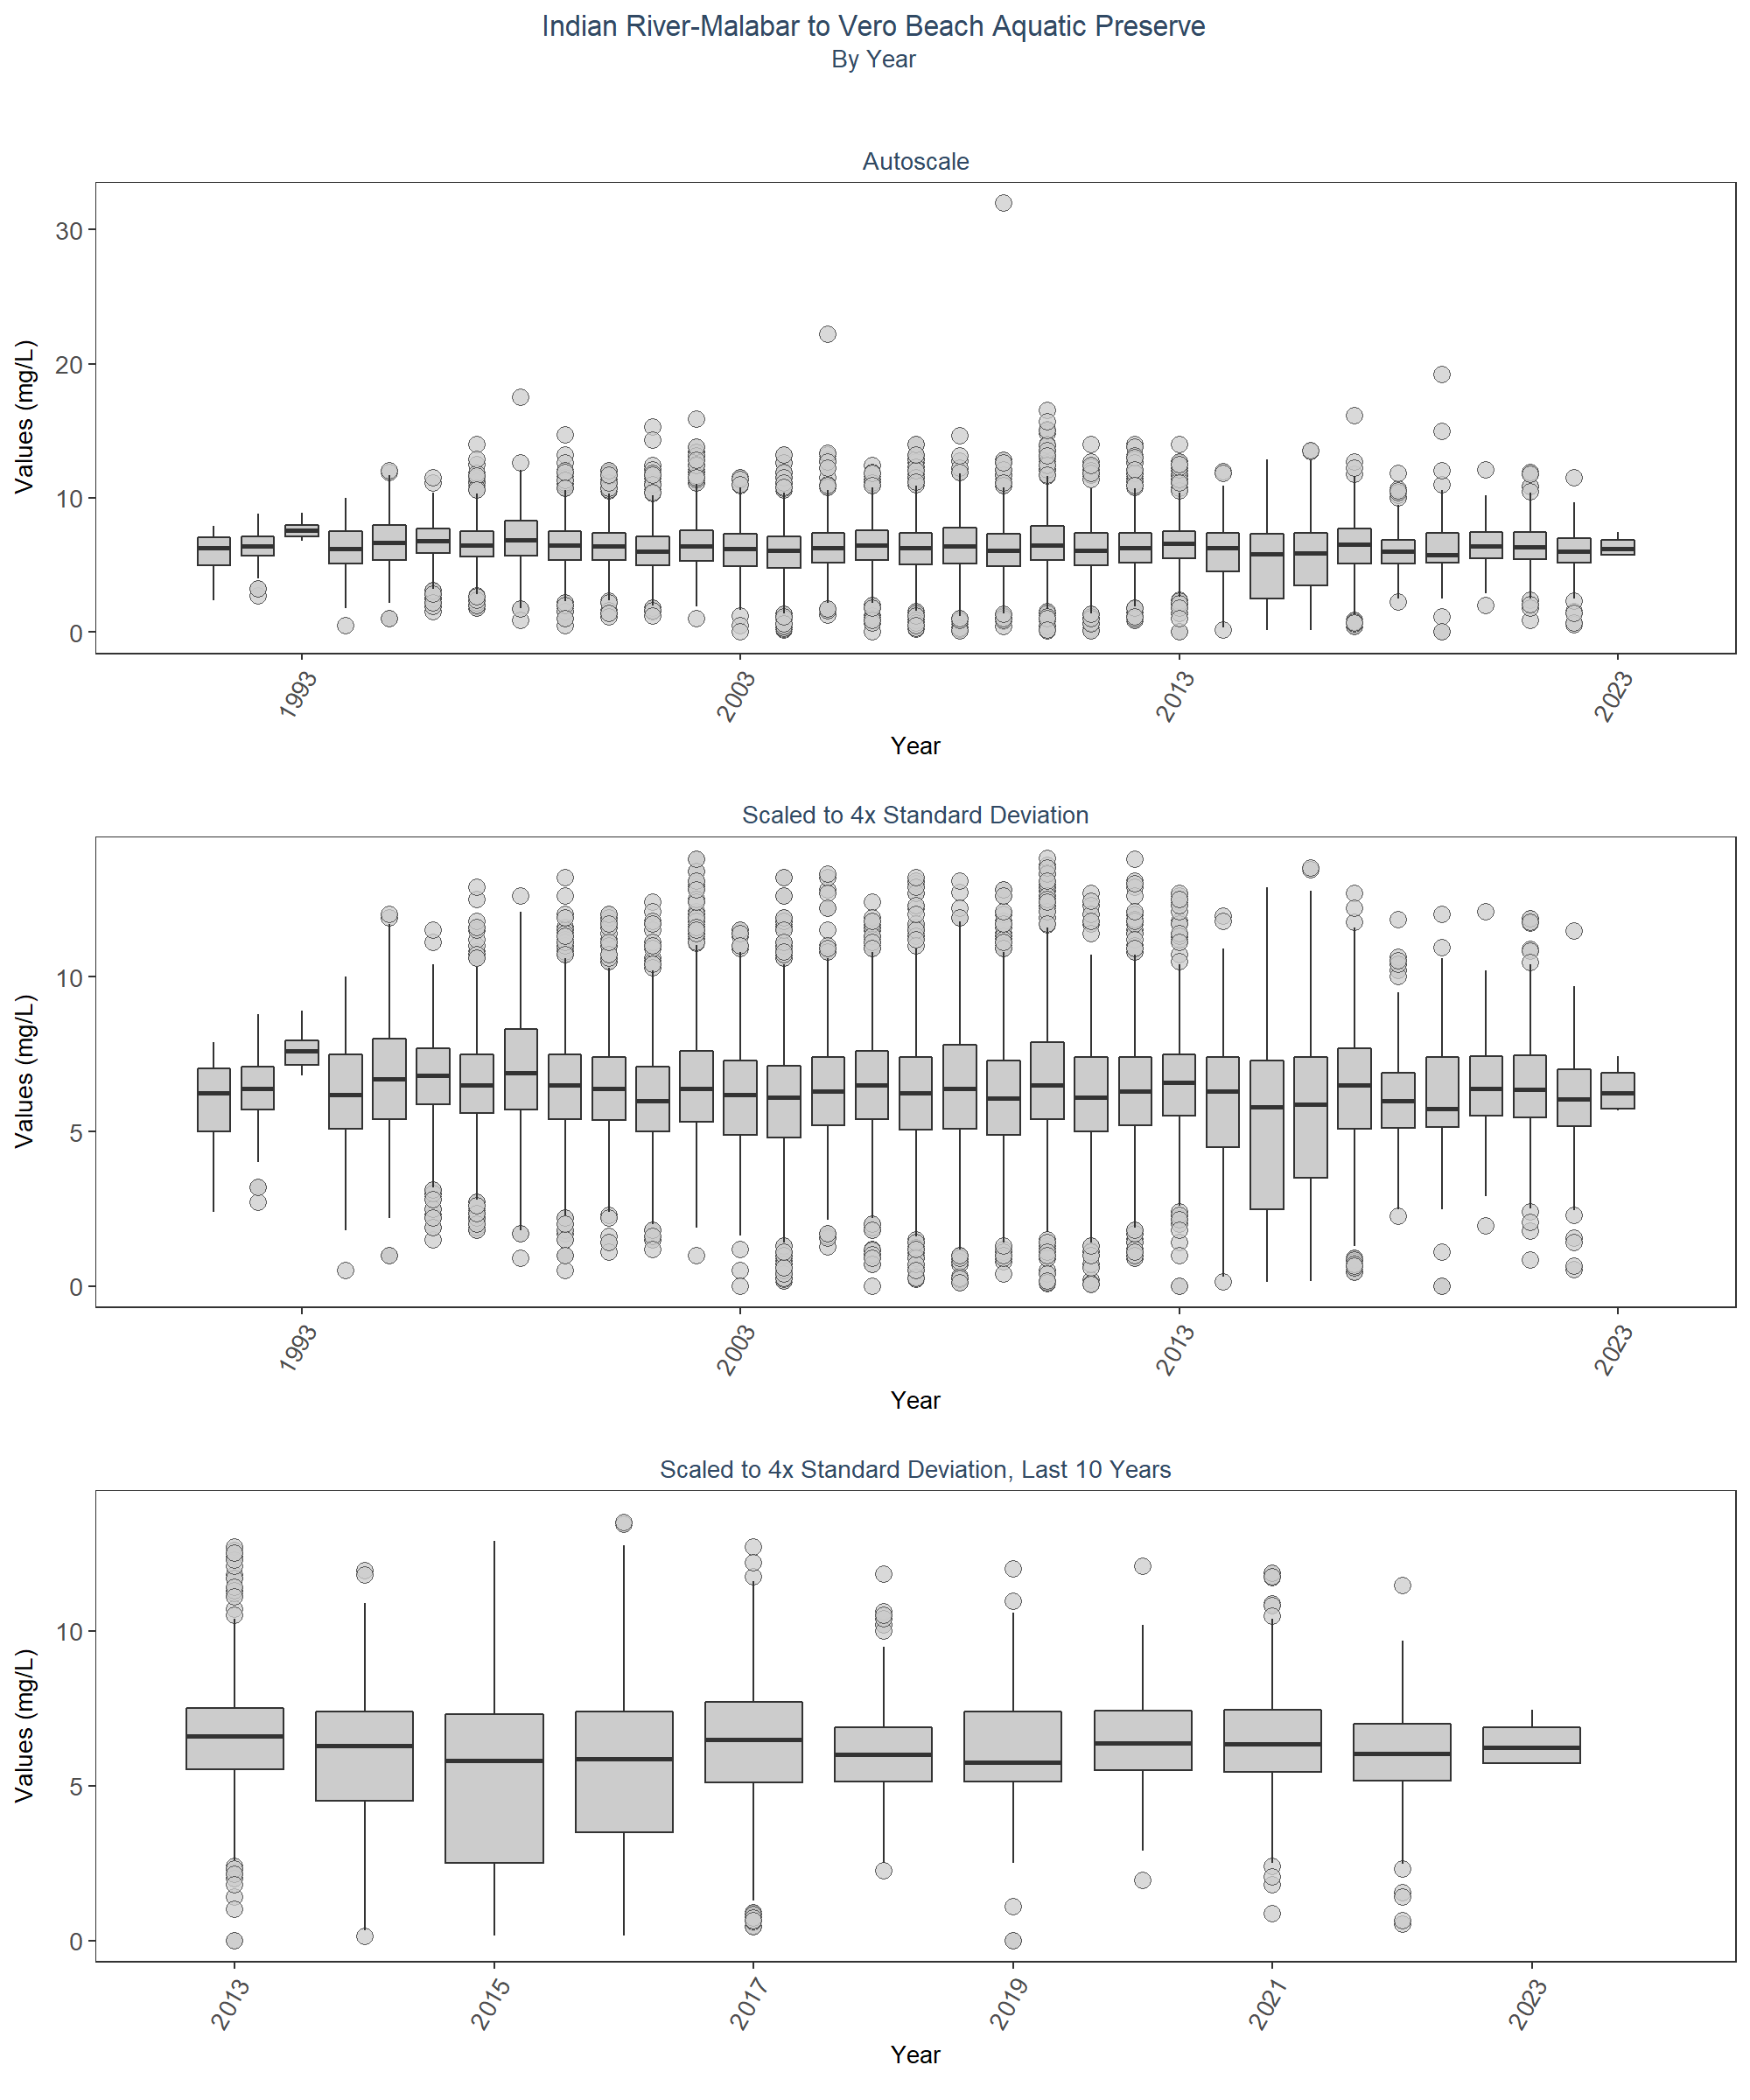 Indian River-Malabar to Vero Beach Aquatic Preserve
By Year
Autoscale
Values (mg/L)
30
20
10
0
1993 2003 2013 2023
Year
Scaled to 4x Standard Deviation
Values (mg/L)
10
5
0
1993 2003 2013 2023
Year
Scaled to 4x Standard Deviation, Last 10 Years
Values (mg/L)
10
5
0
2013 2015 2017 2019 2021 2023
Year